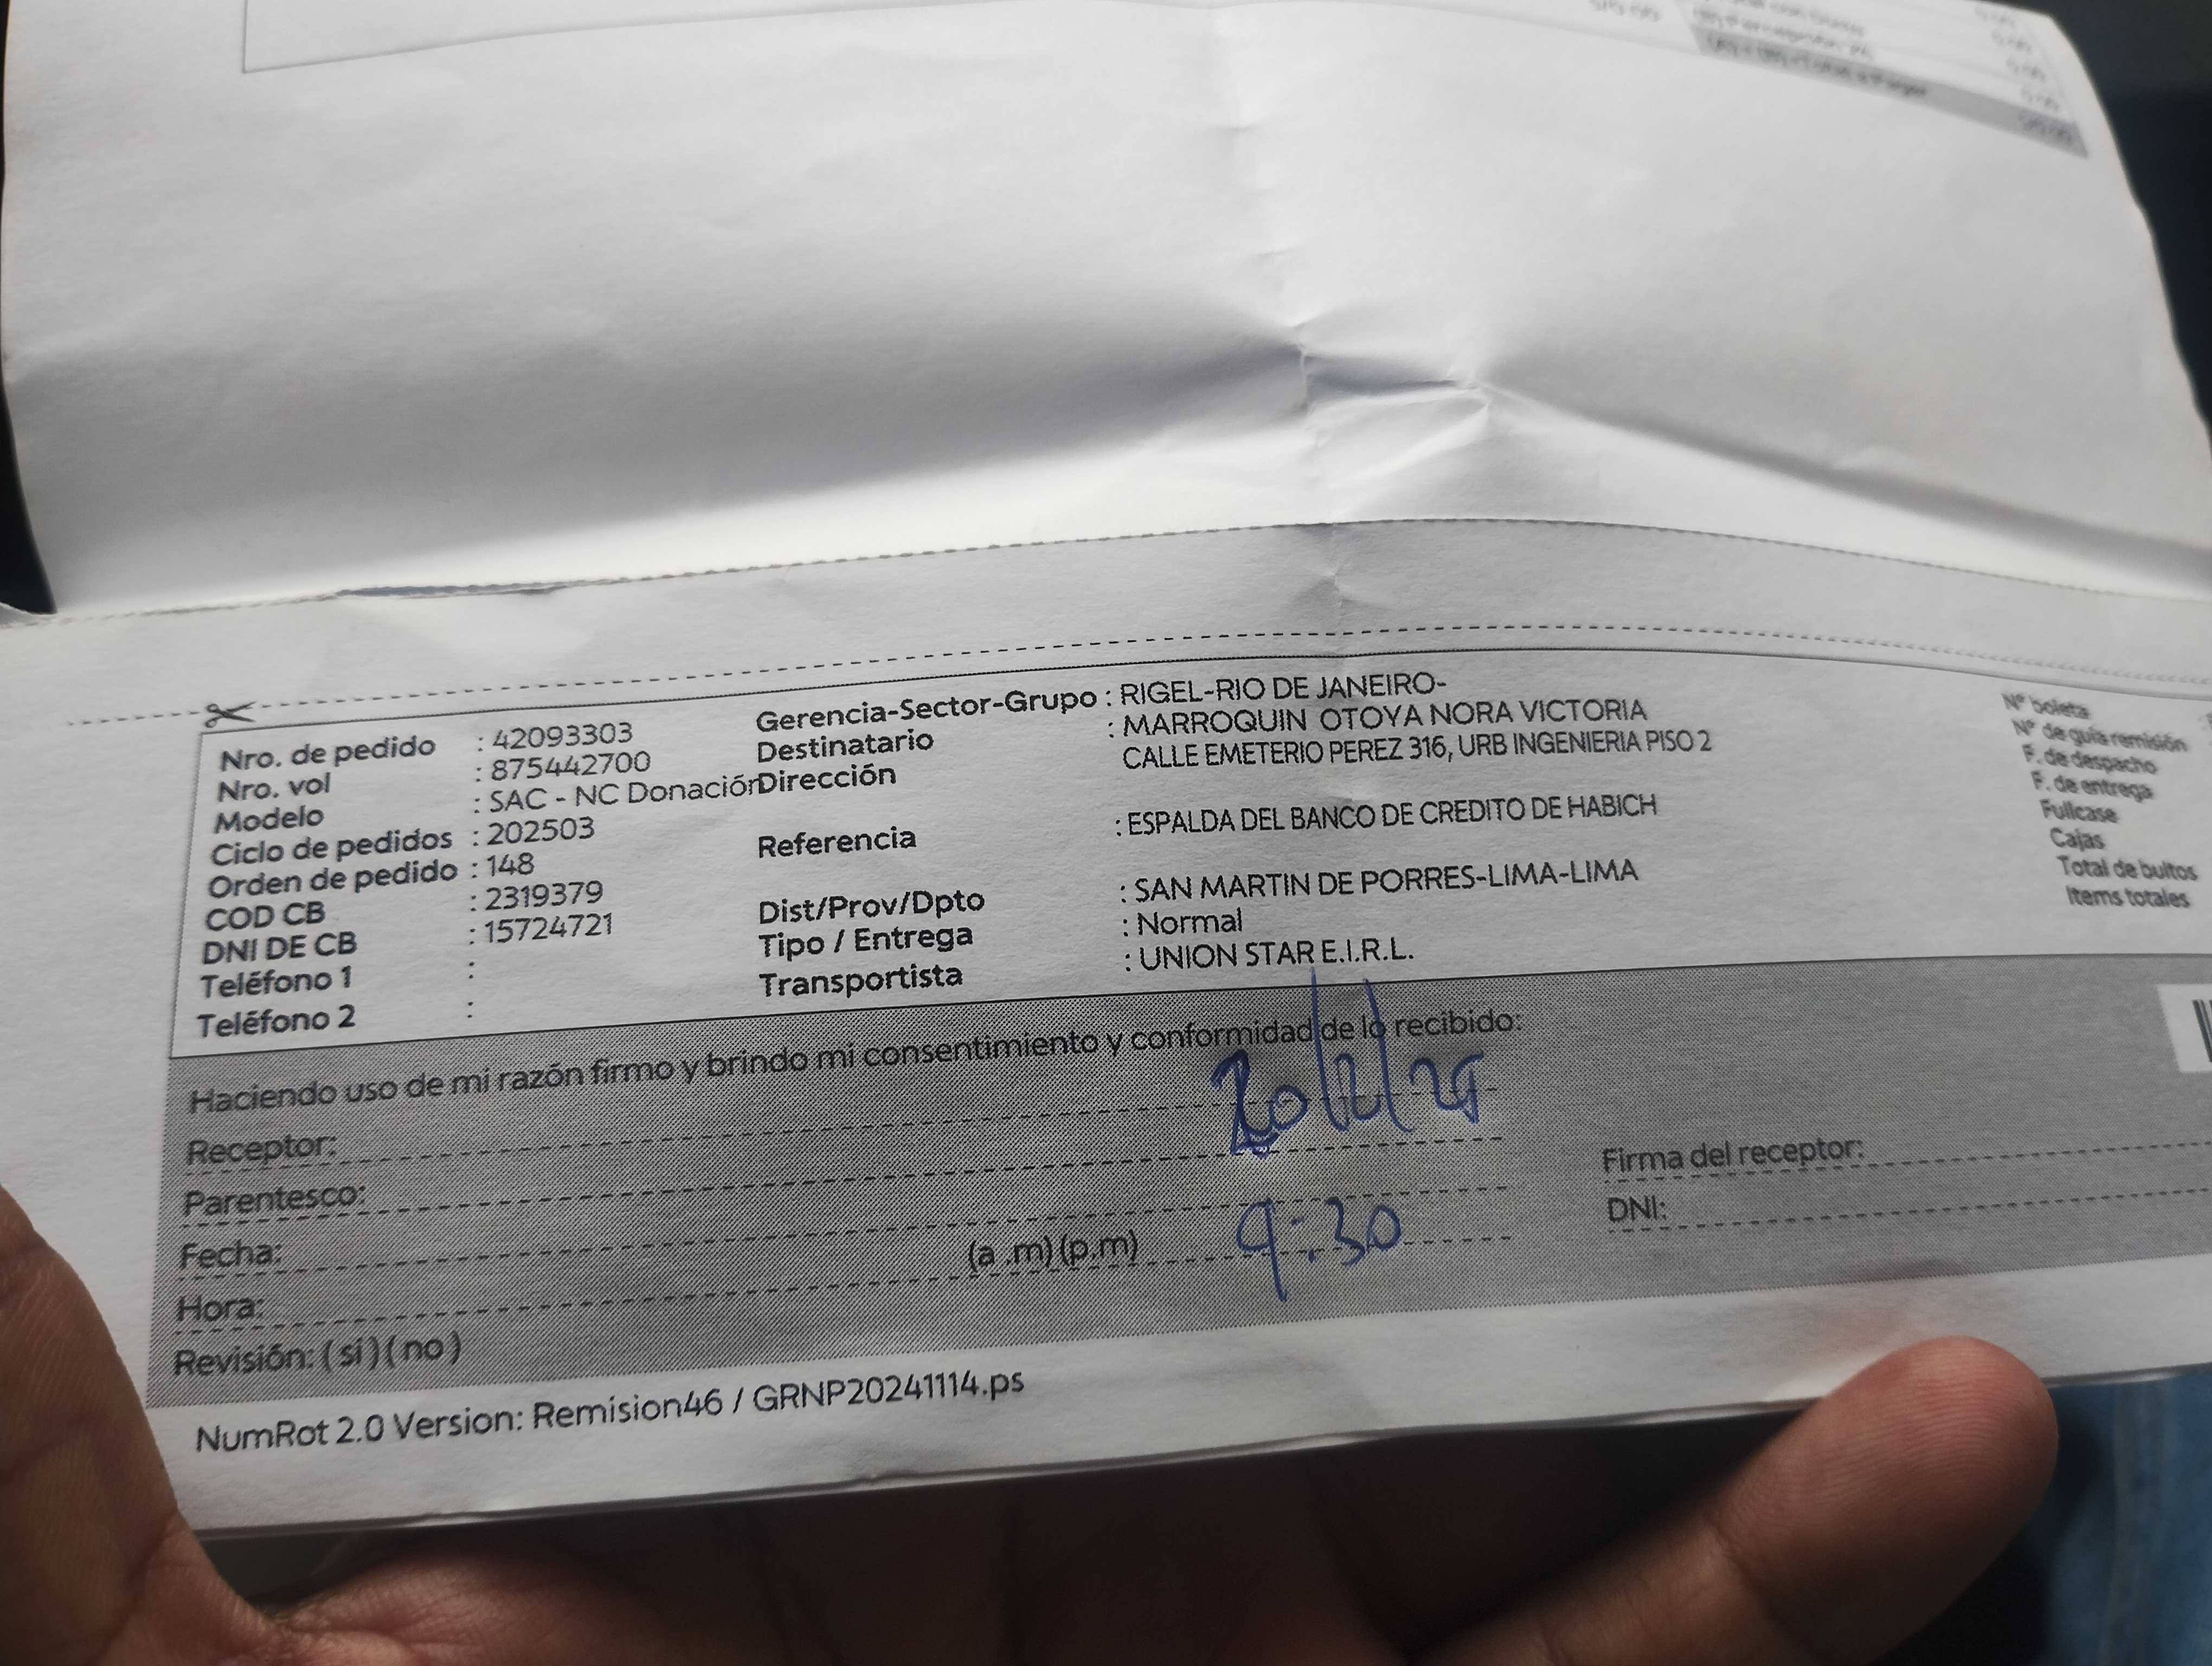 Nro. de pedido : 42093303
Nro. vol : 875442700
Modelo : SAC - NC Donación
Ciclo de pedidos : 202503
Orden de pedido : 148
COD CB : 2319379
DNI DE CB : 15724721
Teléfono 1 :
Teléfono 2 :
Gerencia-Sector-Grupo : RIGEL-RIO DE JANEIRO-
Destinatario : MARROQUIN OTOYA NORA VICTORIA
Dirección CALLE EMETERIO PEREZ 316, URB INGENIERIA PISO 2
Referencia : ESPALDA DEL BANCO DE CREDITO DE HABICH
Dist/Prov/Dpto : SAN MARTIN DE PORRES-LIMA-LIMA
Tipo / Entrega : Normal
Transportista : UNION STAR E.I.R.L.
N° boleta
N° de guía remisión
F. de despacho
F. de entrega
Fullcase
Cajas
Total de bultos
Items totales
Haciendo uso de mi razón firmo y brindo mi consentimiento y conformidad de lo recibido:
Receptor:
Parentesco:
Fecha:
Hora: (a .m) (p.m) 9:30
Revisión: ( si ) ( no )
Firma del receptor:
DNI:
NumRot 2.0 Version: Remision46 / GRNP20241114.ps